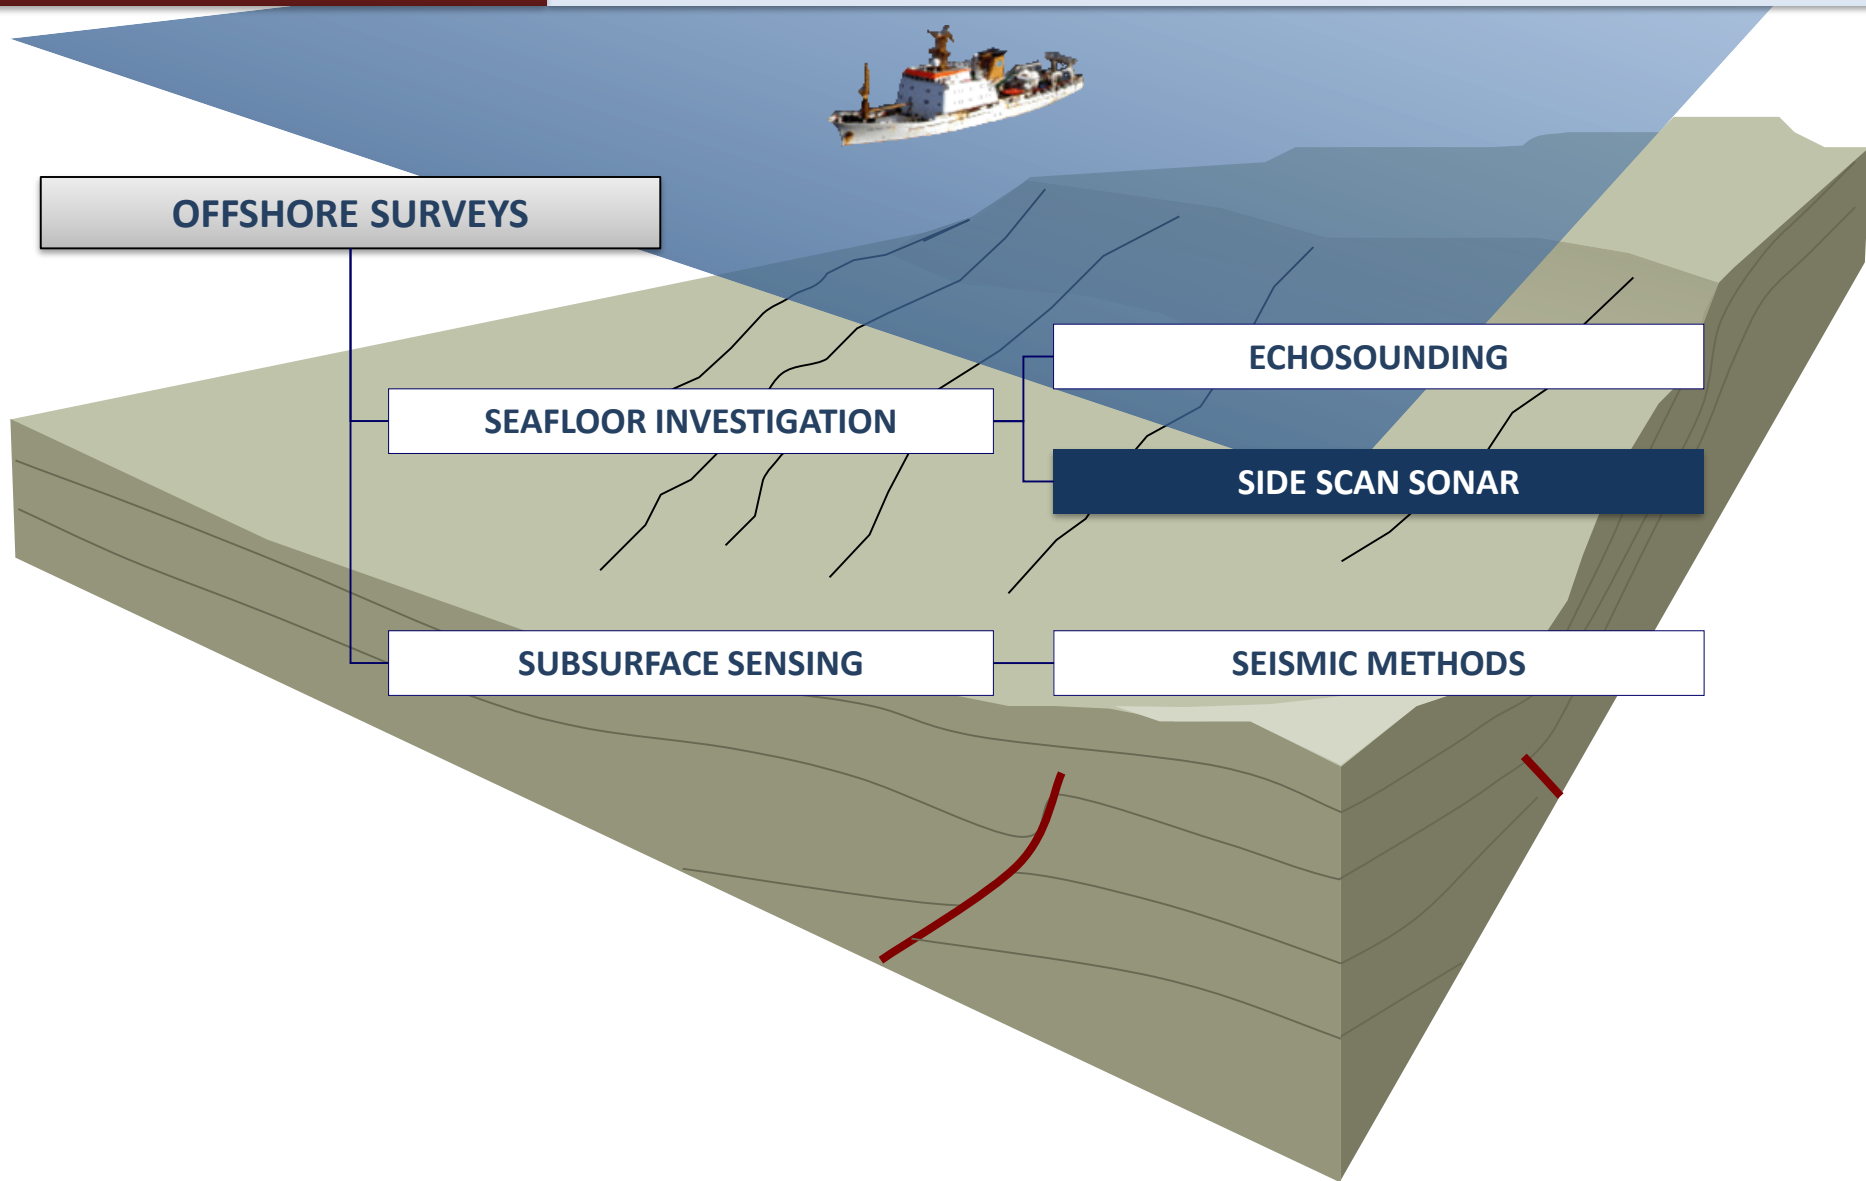 OFFSHORE SURVEYS
ECHOSOUNDING
SEAFLOOR INVESTIGATION
SIDE SCAN SONAR
SUBSURFACE SENSING
SEISMIC METHODS